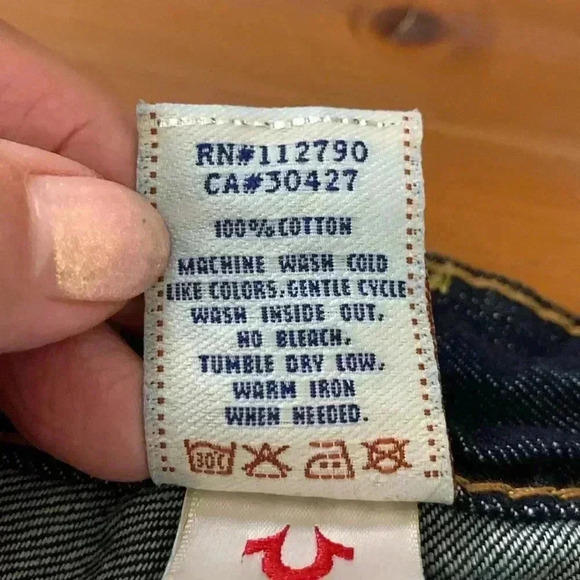 RN#112790
CA#30427
100% COTTON
MACHINE WASH COLD
LIKE COLORS. GENTLE CYCLE
WASH INSIDE OUT.
NO BLEACH.
TUMBLE DRY LOW.
WARM IRON
WHEN NEEDED.
30C